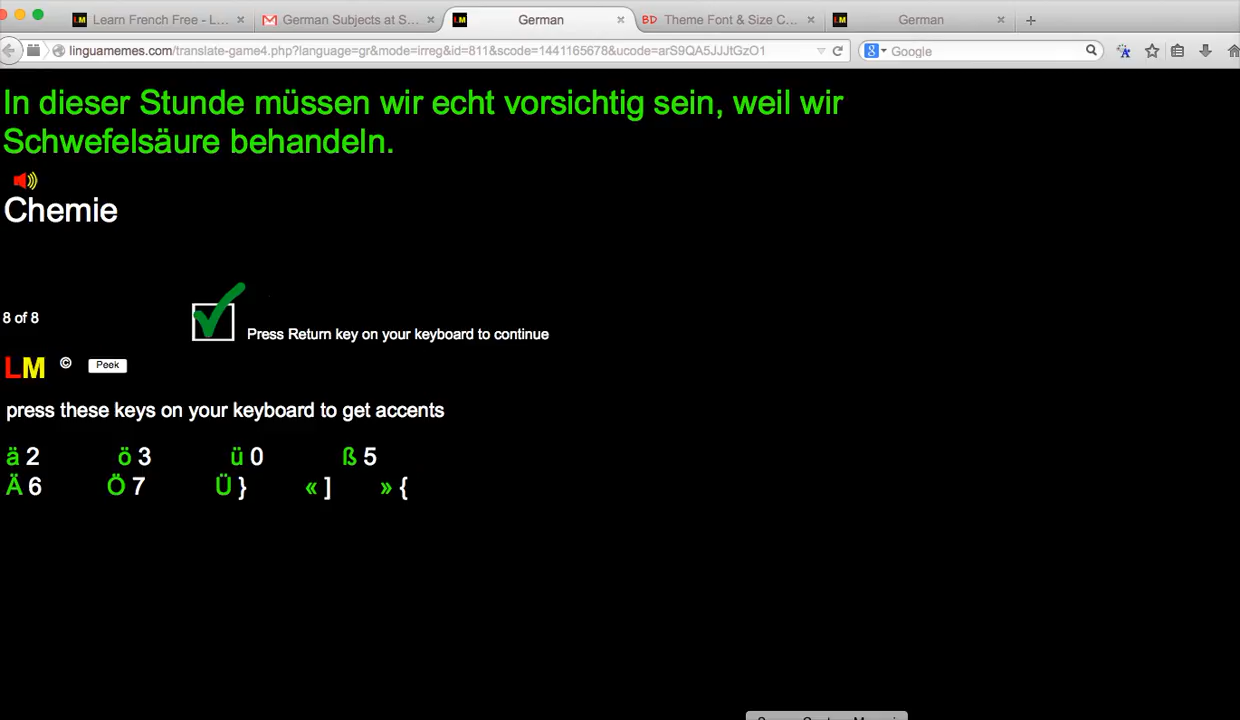 Learn French Free - L...
German Subjects at S...
German
BD Theme Font & Size C...
LM German
linguamemes.com/translate-game4.php?language=gr&mode=irreg&id=811&scode=1441165678&ucode=arS9QA5JJJtGzO1
Google
In dieser Stunde müssen wir echt vorsichtig sein, weil wir
Schwefelsäure behandeln.
Chemie
8 of 8
Press Return key on your keyboard to continue
LM © Peek
press these keys on your keyboard to get accents
ä 2 ö 3 ü 0 ß 5
Ä 6 Ö 7 Ü } « ] » {